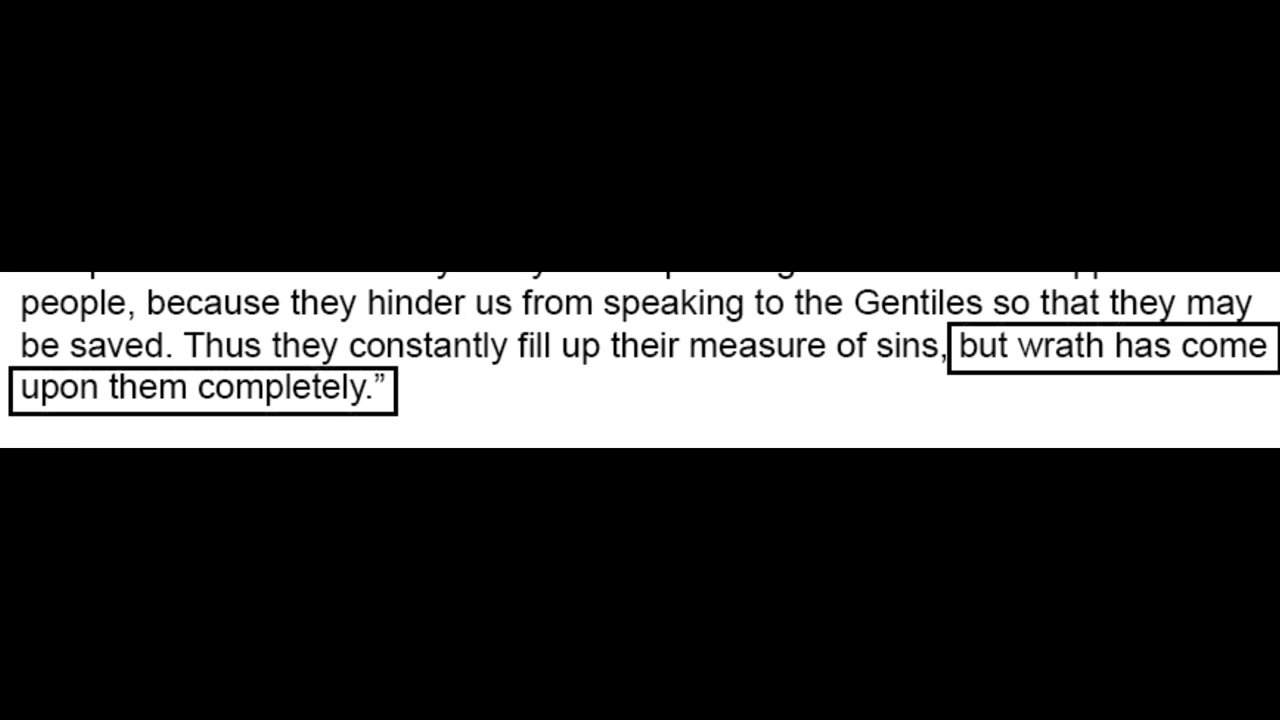 people, because they hinder us from speaking to the Gentiles so that they may
be saved. Thus they constantly fill up their measure of sins, but wrath has come
upon them completely.”